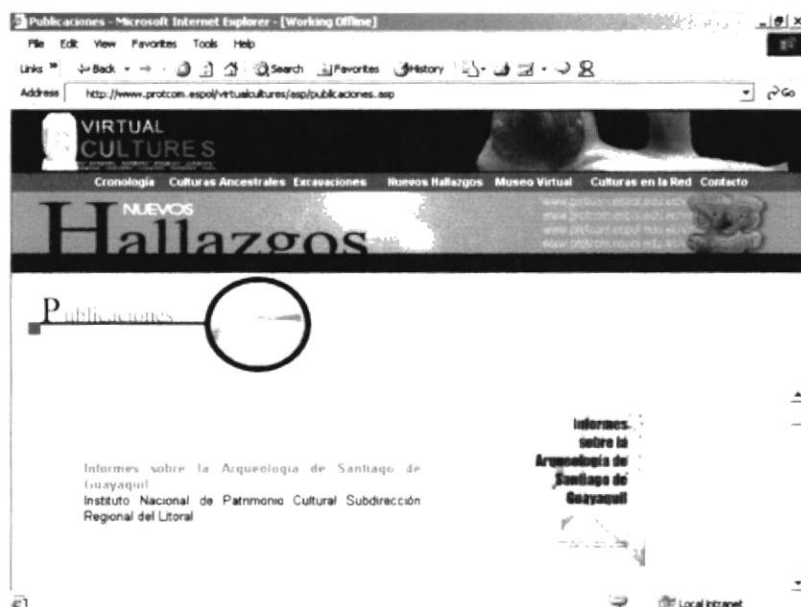 Publicaciones - Microsoft Internet Explorer - [Working Offline]
File Edit View Favorites Tools Help
Links » Back Search Favorites History
Address http://www.protcom.espol/virtualcultures/asp/publicaciones.asp Go
VIRTUAL
CULTURES
Cronología Culturas Ancestrales Excavaciones Nuevos Hallazgos Museo Virtual Culturas en la Red Contacto
NUEVOS
Hallazgos
Publicaciones
Informes
sobre la
Arqueología de
Santiago de
Guayaquil
Informes sobre la Arqueología de Santiago de
Guayaquil
Instituto Nacional de Patrimonio Cultural Subdirección
Regional del Litoral
Local intranet